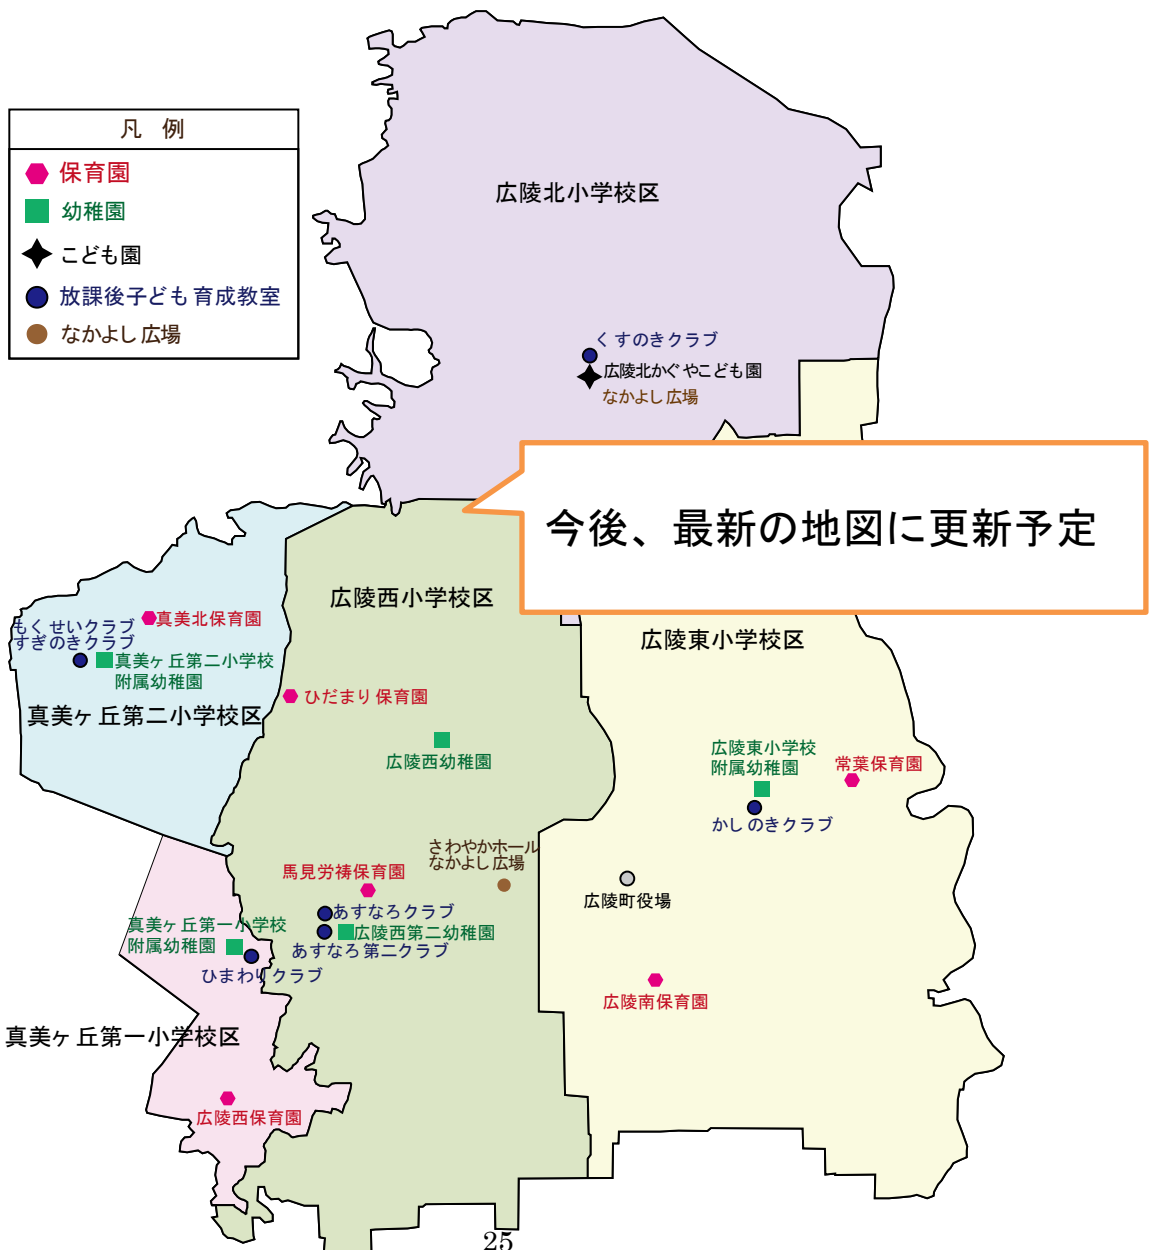 凡 例
保育園
幼稚園
こども園
放課後子ども育成教室
なかよし広場
広陵北小学校区
くすのきクラブ
広陵北かぐやこども園
なかよし広場
今後、最新の地図に更新予定
広陵西小学校区
真美北保育園
もくせいクラブ
すぎのきクラブ
真美ヶ丘第二小学校
附属幼稚園
真美ヶ丘第二小学校区
ひだまり保育園
広陵西幼稚園
広陵東小学校区
広陵東小学校
附属幼稚園
常葉保育園
かしのきクラブ
さわやかホール
なかよし広場
馬見労祷保育園
あすなろクラブ
広陵西第二幼稚園
あすなろ第二クラブ
広陵町役場
真美ヶ丘第一小学校
附属幼稚園
ひまわりクラブ
広陵南保育園
真美ヶ丘第一小学校区
広陵西保育園
25